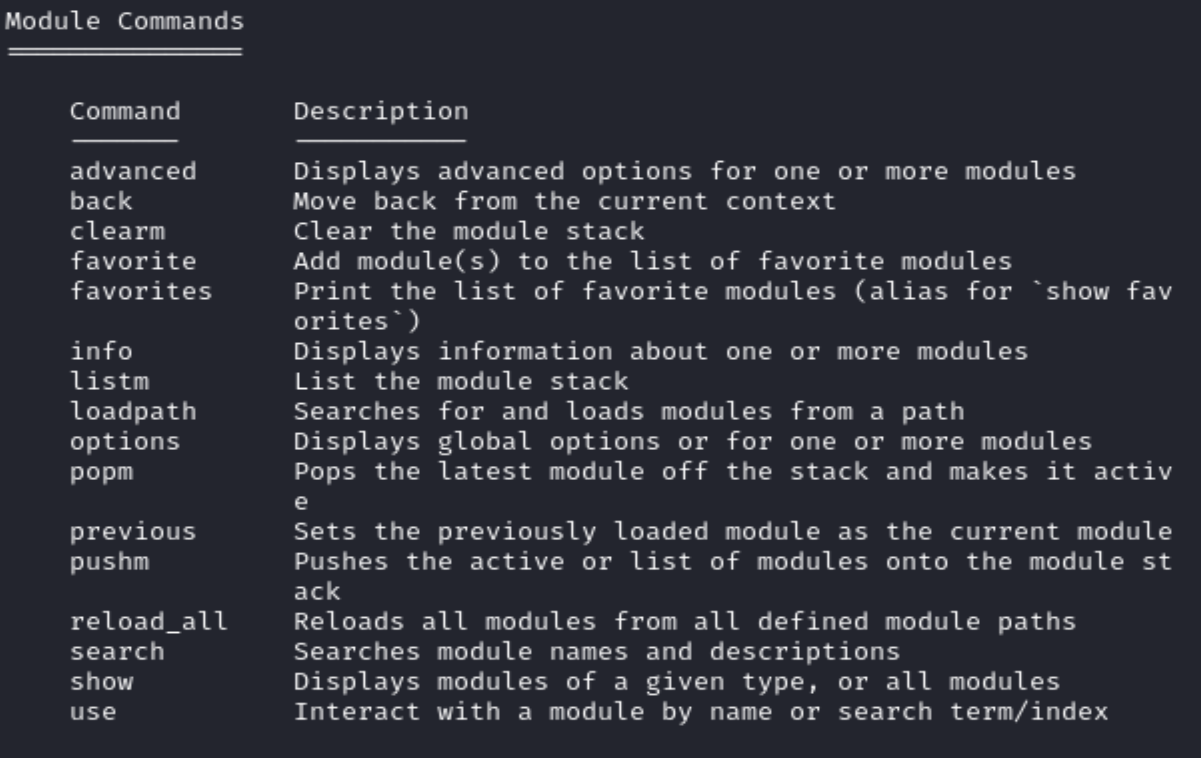 Module Commands
===============

    Command       Description
    -------       -----------
    advanced      Displays advanced options for one or more modules
    back          Move back from the current context
    clearm        Clear the module stack
    favorite      Add module(s) to the list of favorite modules
    favorites     Print the list of favorite modules (alias for `show fav
                  orites`)
    info          Displays information about one or more modules
    listm         List the module stack
    loadpath      Searches for and loads modules from a path
    options       Displays global options or for one or more modules
    popm          Pops the latest module off the stack and makes it activ
                  e
    previous      Sets the previously loaded module as the current module
    pushm         Pushes the active or list of modules onto the module st
                  ack
    reload_all    Reloads all modules from all defined module paths
    search        Searches module names and descriptions
    show          Displays modules of a given type, or all modules
    use           Interact with a module by name or search term/index